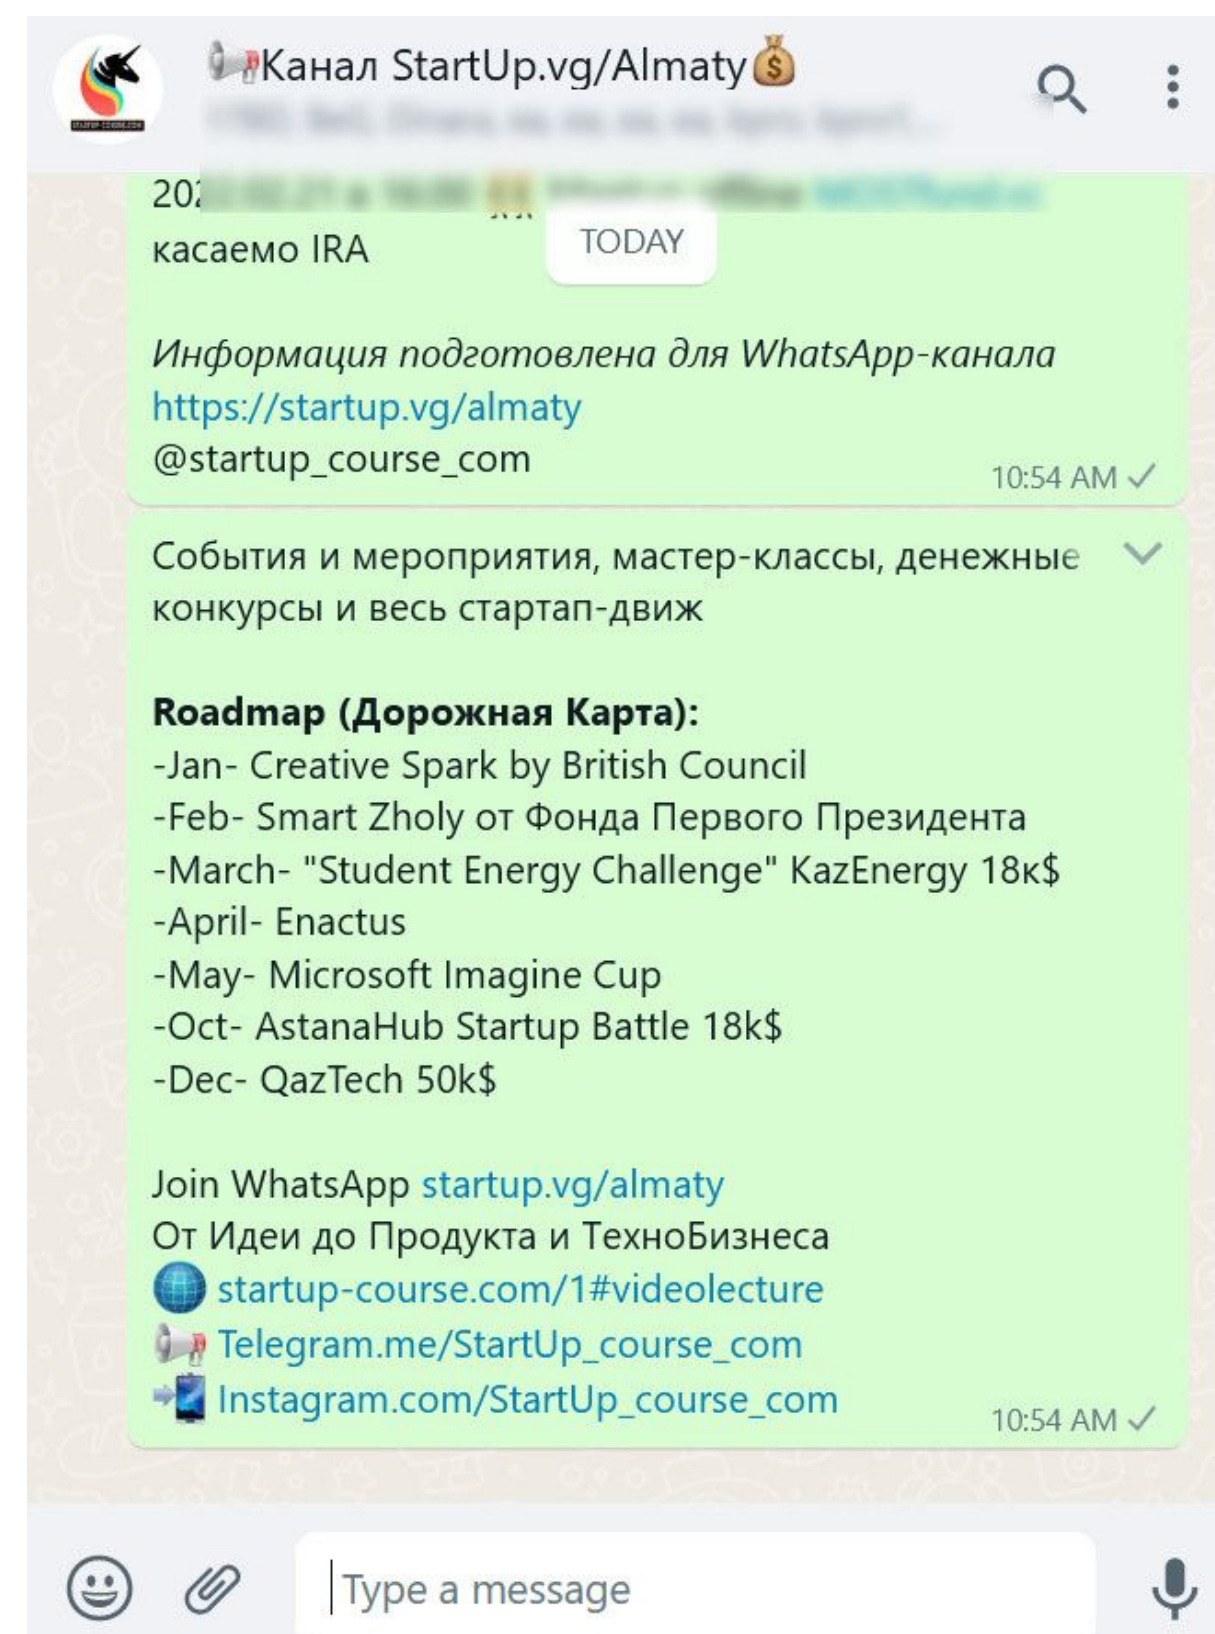 Канал StartUp.vg/Almaty
STARTUP-COURSE.COM
TODAY
касаемо IRA
Информация подготовлена для WhatsApp-канала
https://startup.vg/almaty
@startup_course_com
10:54 AM
События и мероприятия, мастер-классы, денежные
конкурсы и весь стартап-движ
Roadmap (Дорожная Карта):
-Jan- Creative Spark by British Council
-Feb- Smart Zholy от Фонда Первого Президента
-March- "Student Energy Challenge" KazEnergy 18к$
-April- Enactus
-May- Microsoft Imagine Cup
-Oct- AstanaHub Startup Battle 18k$
-Dec- QazTech 50k$
Join WhatsApp startup.vg/almaty
От Идеи до Продукта и ТехноБизнеса
startup-course.com/1#videolecture
Telegram.me/StartUp_course_com
Instagram.com/StartUp_course_com
10:54 AM
Type a message